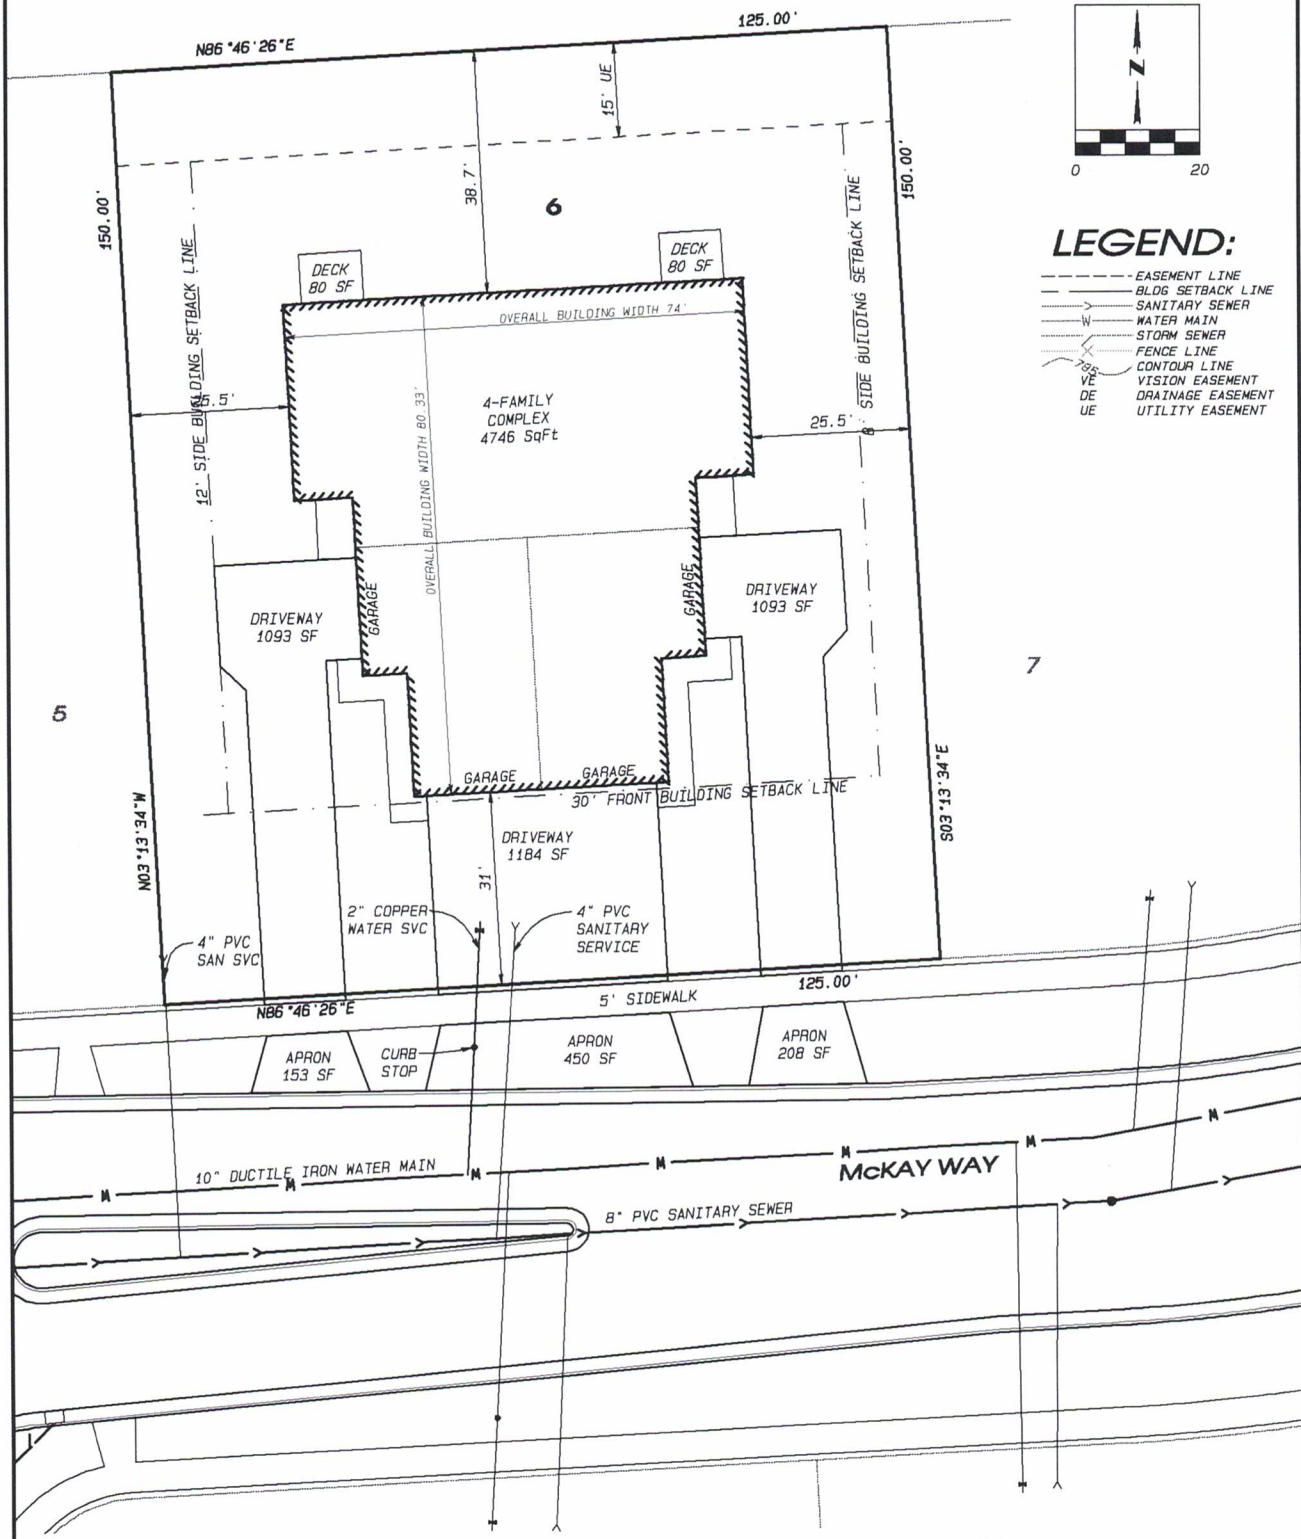 N86°46'26"E
125.00'
15' UE
38.7'
150.00'
150.00'
6
0 20
LEGEND:
EASEMENT LINE
BLDG SETBACK LINE
SANITARY SEWER
W WATER MAIN
STORM SEWER
FENCE LINE
795 CONTOUR LINE
VE VISION EASEMENT
DE DRAINAGE EASEMENT
UE UTILITY EASEMENT
DECK
80 SF
DECK
80 SF
OVERALL BUILDING WIDTH 74'
12' SIDE BUILDING SETBACK LINE
8' SIDE BUILDING SETBACK LINE
25.5'
25.5'
4-FAMILY
COMPLEX
4746 SqFt
OVERALL BUILDING WIDTH 80.33'
DRIVEWAY
1093 SF
GARAGE
GARAGE
DRIVEWAY
1093 SF
5
7
GARAGE
GARAGE
30' FRONT BUILDING SETBACK LINE
N03°13'34"W
S03°13'34"E
DRIVEWAY
1184 SF
31'
4" PVC
SAN SVC
2" COPPER
WATER SVC
4" PVC
SANITARY
SERVICE
N86°46'26"E
125.00'
5' SIDEWALK
APRON
153 SF
CURB
STOP
APRON
450 SF
APRON
208 SF
10" DUCTILE IRON WATER MAIN
McKAY WAY
8" PVC SANITARY SEWER